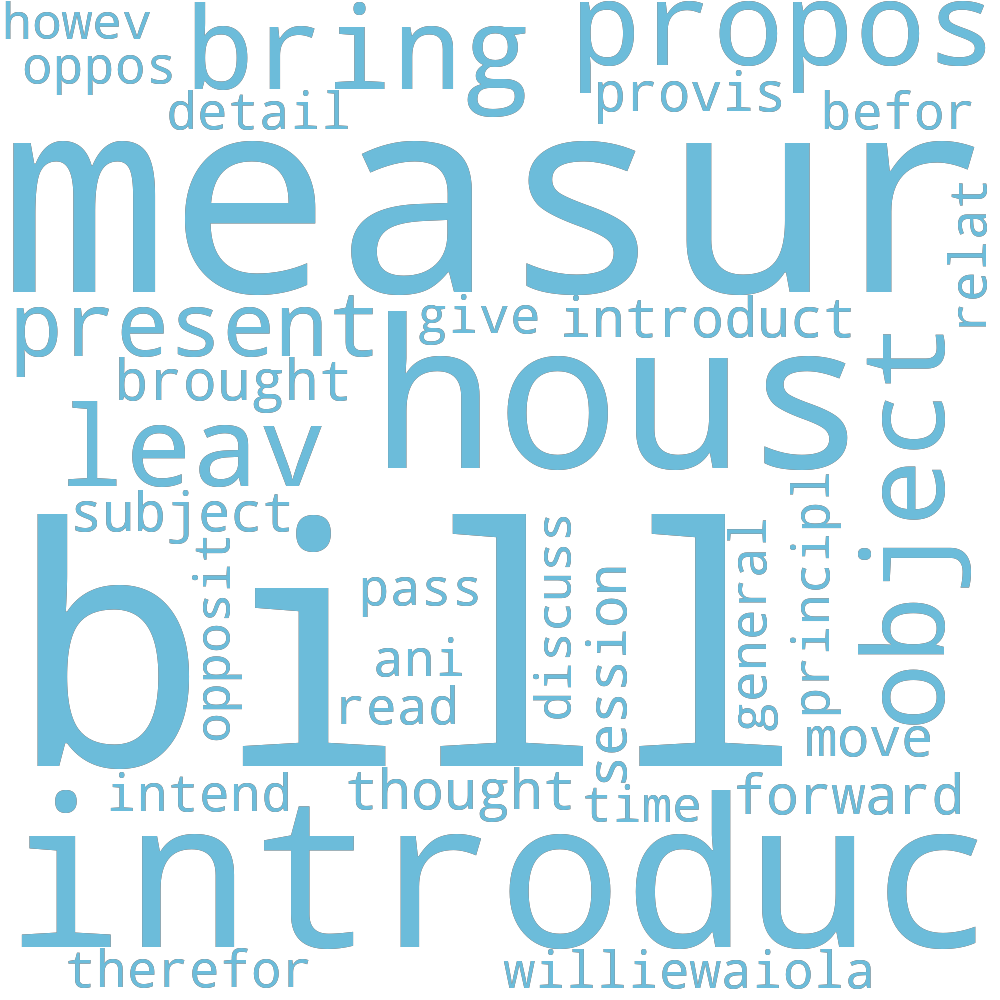 howev
bring
propos
oppos
provis
detail
befor
measur
relat
present
give
introduct
brought
hous
object
leav
subject
bill
opposit
pass
discuss
session
general
principl
ani
read
move
intend
thought
time
forward
introduc
therefor
williewaiola